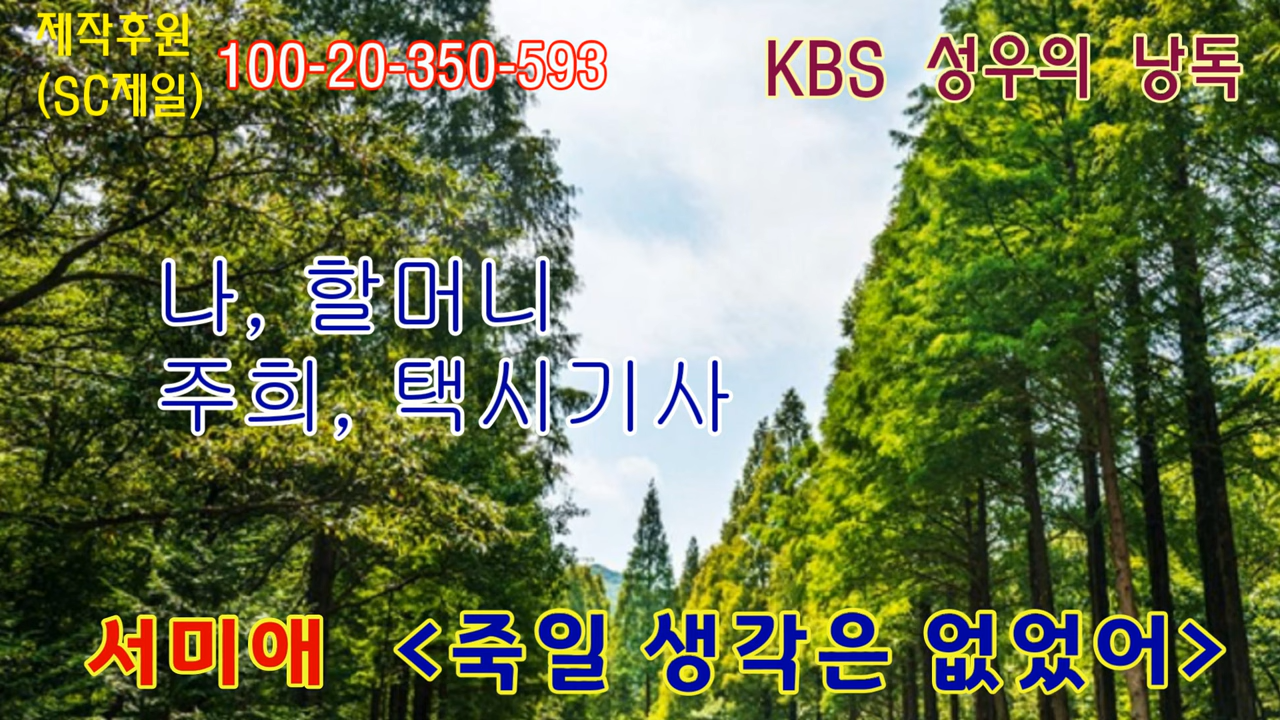 제작후원
(SC제일)
100-20-350-593
KBS 성우의 낭독
나, 할머니
주희, 택시기사
서미애 <죽일 생각은 없었어>